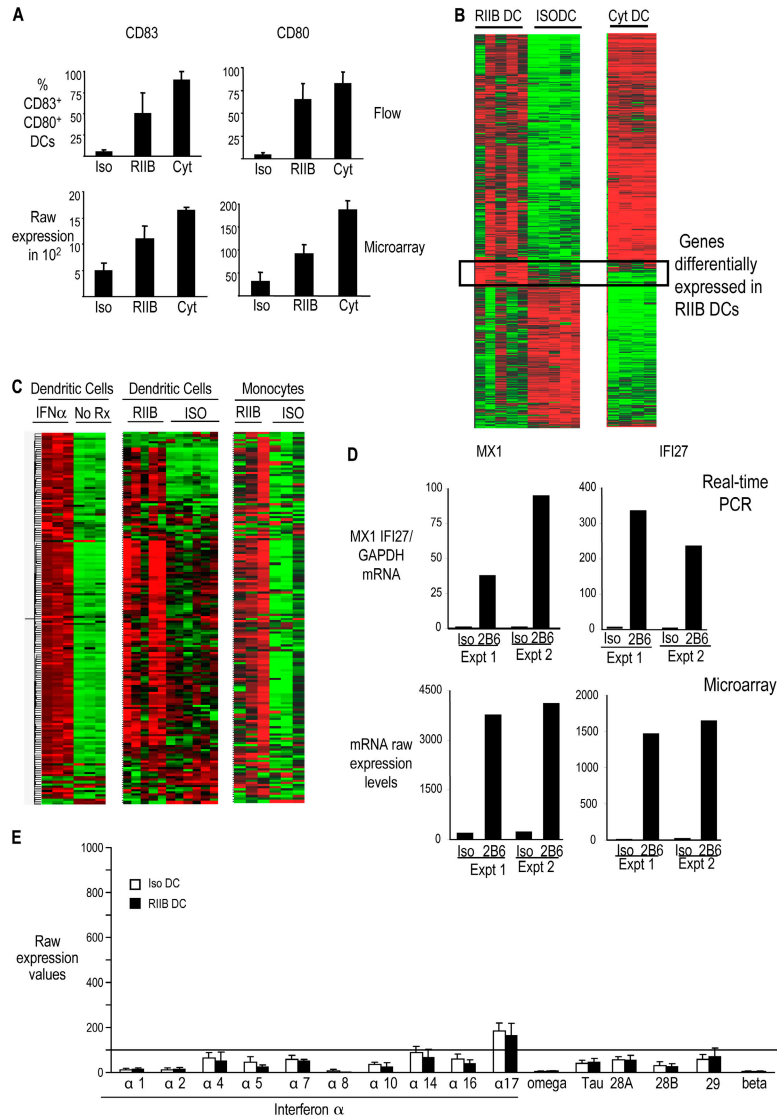 A
CD83
CD80
%
CD83+
CD80+
DCs
100
75
50
25
Iso RIIB Cyt
100
75
50
25
Iso RIIB Cyt
Flow
Raw
expression
in 10²
20
15
10
5
Iso RIIB Cyt
200
150
100
50
Iso RIIB Cyt
Microarray
B
RIIB DC ISODC Cyt DC
Genes
differentially
expressed in
RIIB DCs
C
Dendritic Cells Dendritic Cells Monocytes
IFNα No Rx RIIB ISO RIIB ISO
D
MX1
IFI27
Real-time
PCR
MX1 IFI27/
GAPDH
mRNA
100
75
50
25
0
Iso 2B6 Iso 2B6
Expt 1 Expt 2
400
300
200
100
0
Iso 2B6 Iso 2B6
Expt 1 Expt 2
Microarray
mRNA raw
expression
levels
4500
3000
1500
0
Iso 2B6 Iso 2B6
Expt 1 Expt 2
2000
1500
1000
500
0
Iso 2B6 Iso 2B6
Expt 1 Expt 2
E
Raw
expression
values
1000
800
600
400
200
0
Iso DC
RIIB DC
α 1 α 2 α 4 α 5 α 7 α 8 α 10 α 14 α 16 α17 omega Tau 28A 28B 29 beta
Interferon α